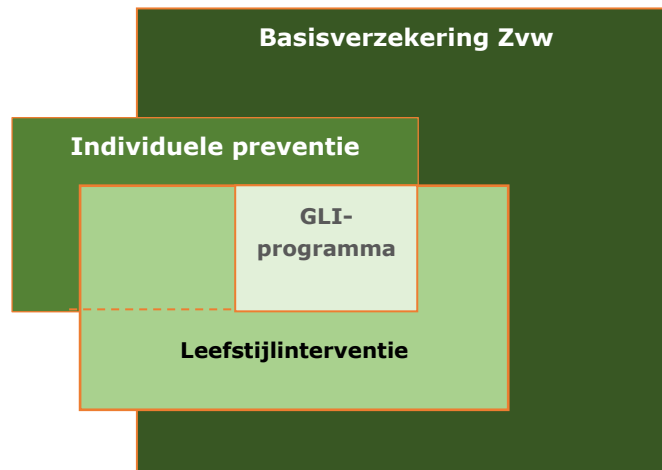 Basisverzekering Zvw
Individuele preventie
GLI-
programma
Leefstijlinterventie